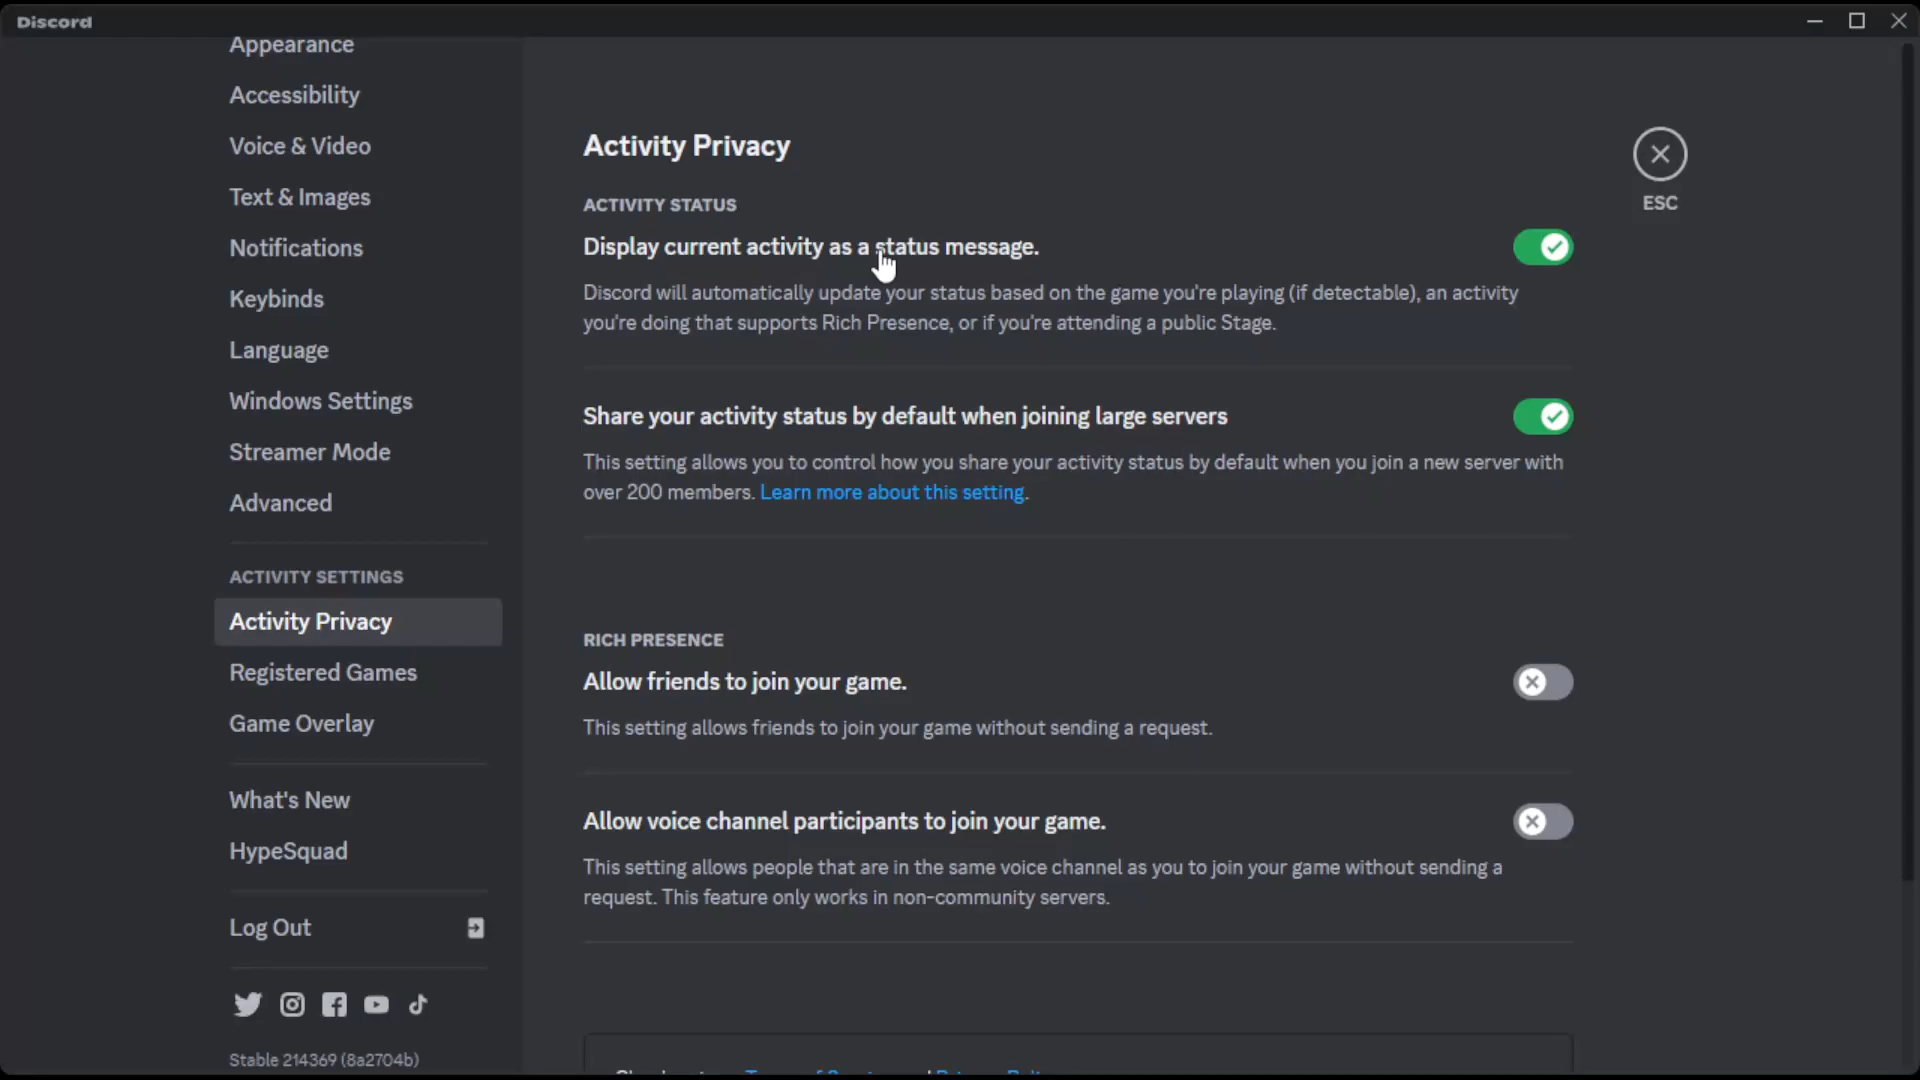 Discord
Appearance
Accessibility
Voice & Video
Text & Images
Notifications
Keybinds
Language
Windows Settings
Streamer Mode
Advanced
ACTIVITY SETTINGS
Activity Privacy
Registered Games
Game Overlay
What's New
HypeSquad
Log Out
Stable 214369 (8a2704b)
Activity Privacy
ACTIVITY STATUS
Display current activity as a status message.
Discord will automatically update your status based on the game you're playing (if detectable), an activity
you're doing that supports Rich Presence, or if you're attending a public Stage.
Share your activity status by default when joining large servers
This setting allows you to control how you share your activity status by default when you join a new server with
over 200 members. Learn more about this setting.
RICH PRESENCE
Allow friends to join your game.
This setting allows friends to join your game without sending a request.
Allow voice channel participants to join your game.
This setting allows people that are in the same voice channel as you to join your game without sending a
request. This feature only works in non-community servers.
ESC